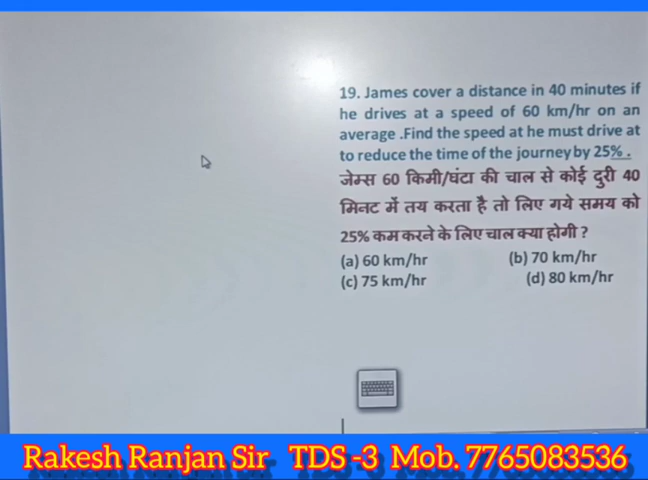 19. James cover a distance in 40 minutes if
he drives at a speed of 60 km/hr on an
average .Find the speed at he must drive at
to reduce the time of the journey by 25% .
जेम्स 60 किमी/घंटा की चाल से कोई दुरी 40
मिनट में तय करता है तो लिए गये समय को
25% कम करने के लिए चाल क्या होगी ?
(a) 60 km/hr (b) 70 km/hr
(c) 75 km/hr (d) 80 km/hr
Rakesh Ranjan Sir TDS -3 Mob. 7765083536